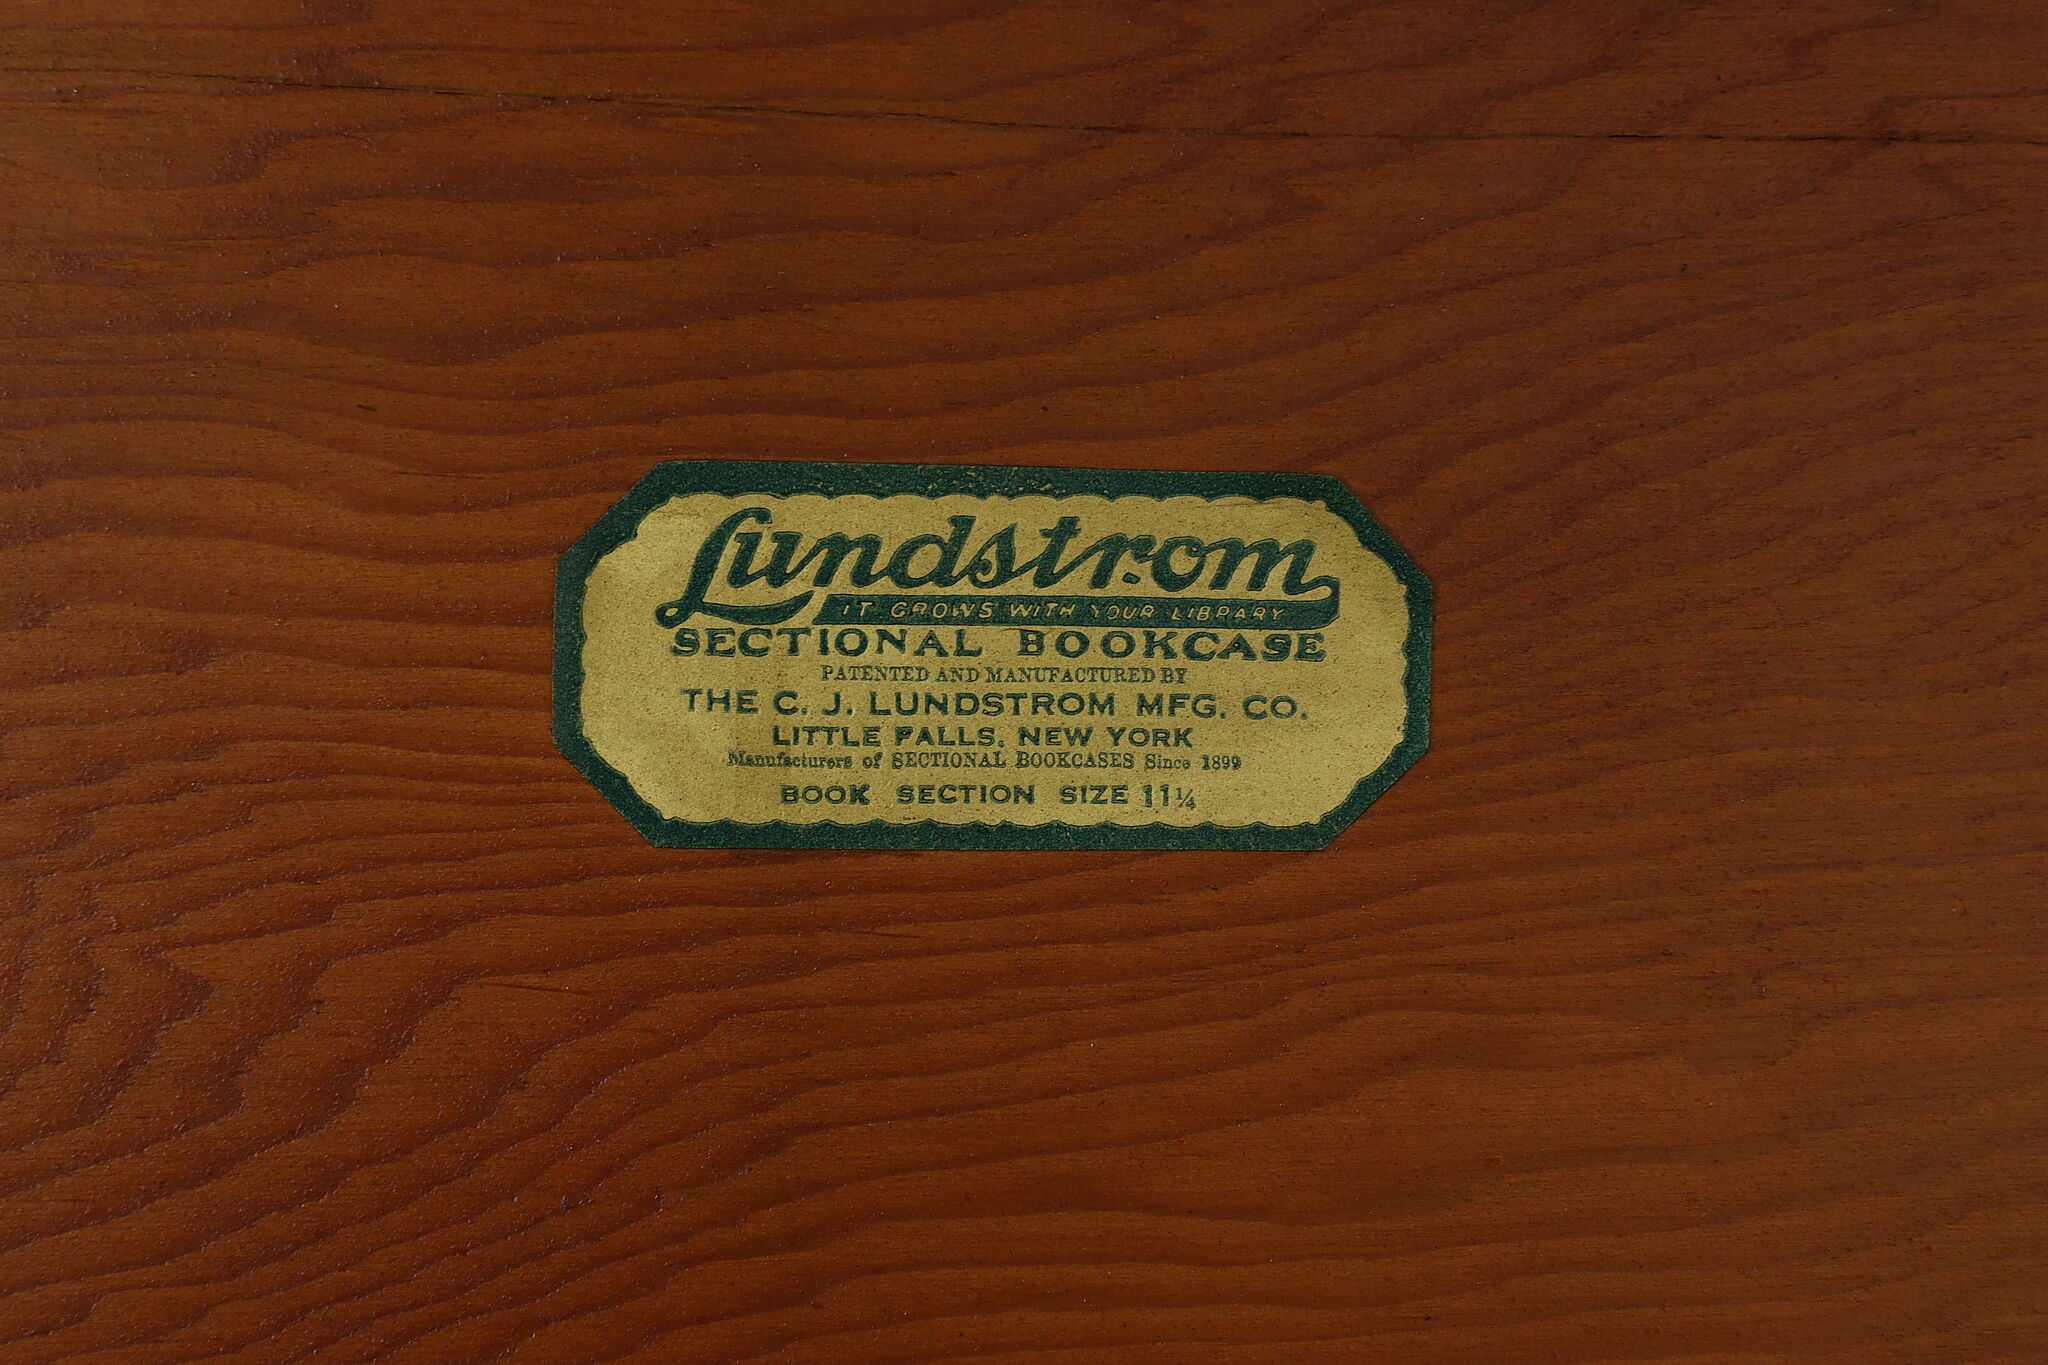 Lundstrom
IT GROWS WITH YOUR LIBRARY
SECTIONAL BOOKCASE
PATENTED AND MANUFACTURED BY
THE C. J. LUNDSTROM MFG. CO.
LITTLE FALLS, NEW YORK
Manufacturers of SECTIONAL BOOKCASES Since 1899
BOOK SECTION SIZE 11¼